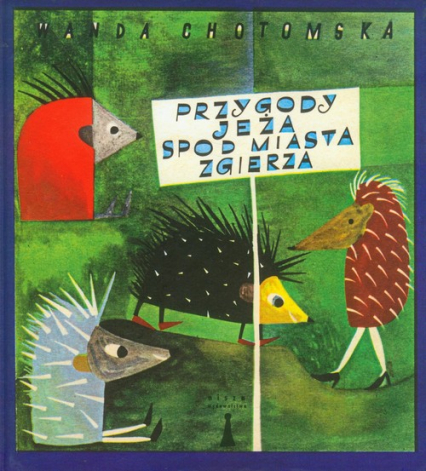 WANDA CHOTOMSKA
PRZYGODY
JEŻA
SPOD MIASTA
ZGIERZA